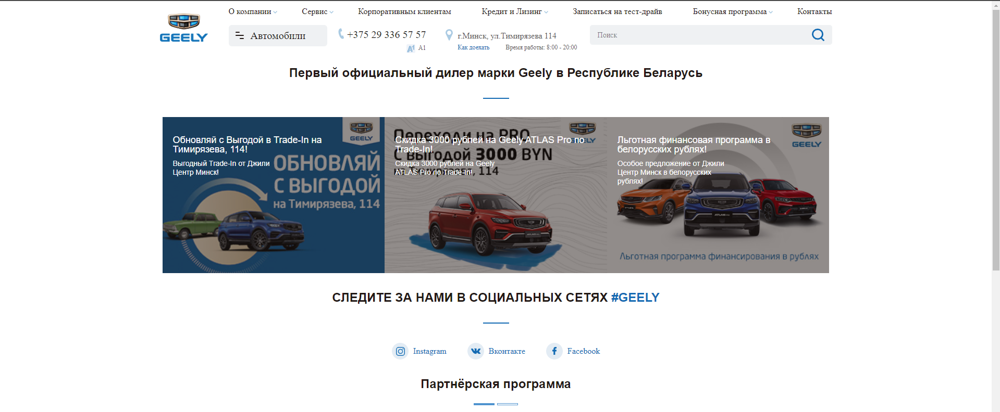 О компании
Сервис
Корпоративным клиентам
Кредит и Лизинг
Записаться на тест-драйв
Бонусная программа
Контакты
GEELY
Автомобили
+375 29 336 57 57
A1 A1
г.Минск, ул.Тимирязева 114
Как доехать
Время работы: 8:00 - 20:00
Поиск
Первый официальный дилер марки Geely в Республике Беларусь
GEELY
Обновляй с Выгодой в Trade-In на
Тимирязева, 114!
Выгодный Trade-In от Джили
Центр Минск!
ОБНОВЛЯЙ
С ВЫГОДОЙ
на Тимирязева, 114
Переходи на PRO
с выгодой 3000 BYN
на Тимирязева, 114
GEELY
Скидка 3000 рублей на Geely ATLAS Pro по
Trade-In!
Скидка 3000 рублей на Geely
ATLAS Pro по Trade-In!
GEELY
Льготная финансовая программа в
белорусских рублях!
Особое предложение от Джили
Центр Минск в белорусских
рублях!
Льготная программа финансирования в рублях
СЛЕДИТЕ ЗА НАМИ В СОЦИАЛЬНЫХ СЕТЯХ #GEELY
Instagram
Вконтакте
Facebook
Партнёрская программа